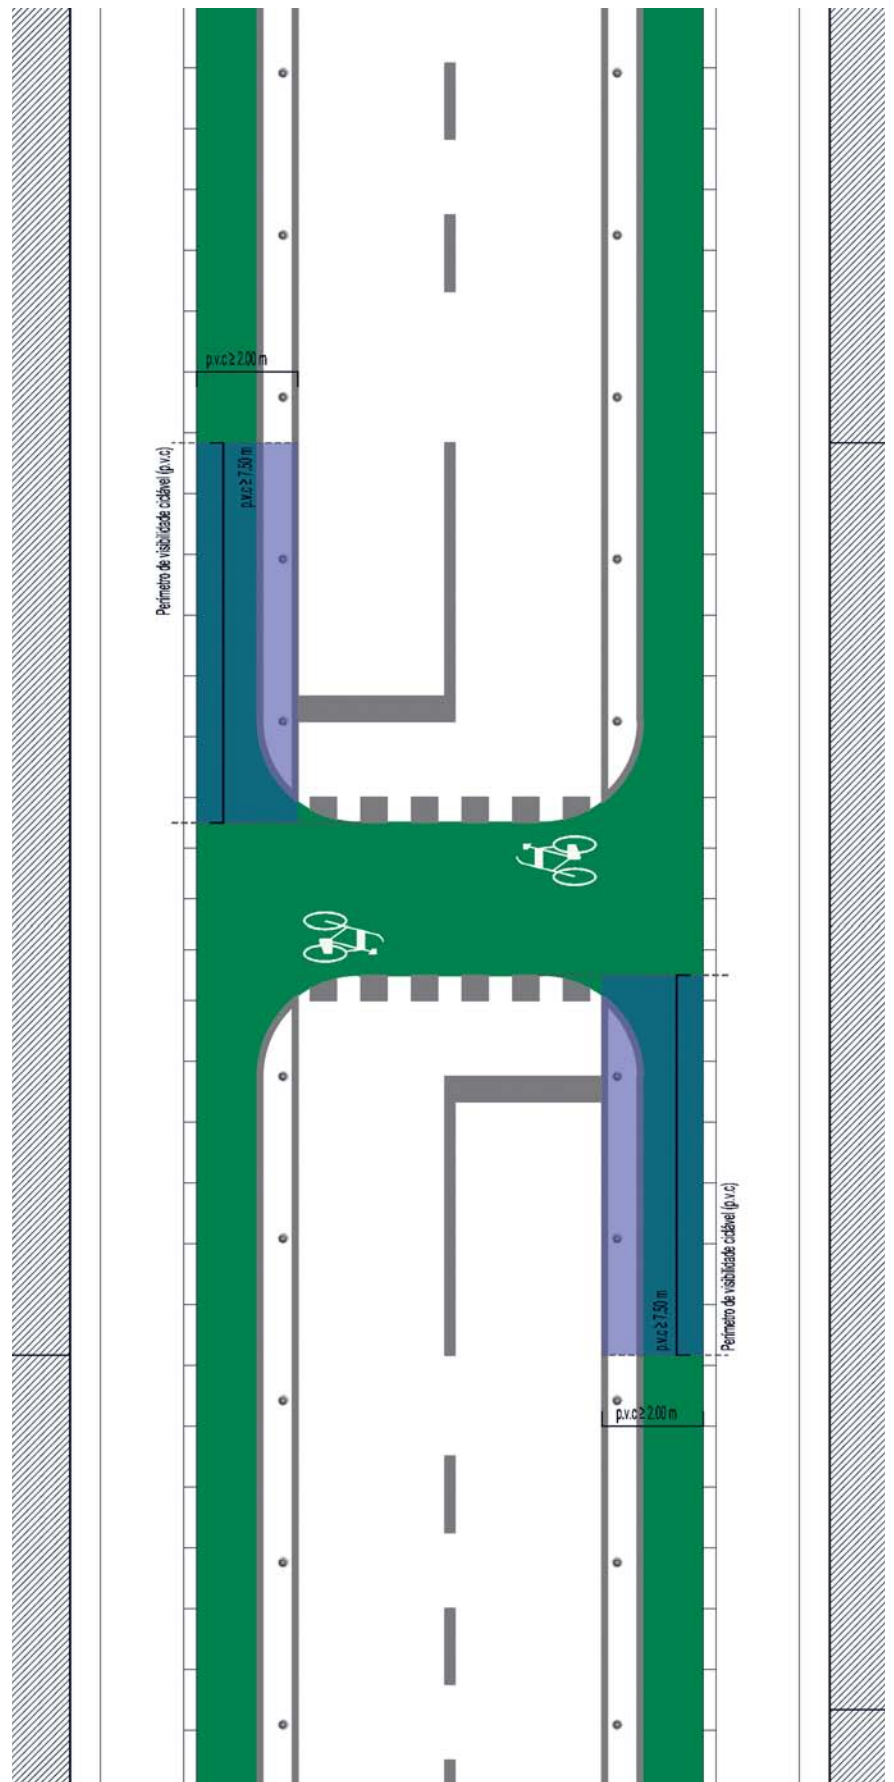 p.v.c ≥ 2.00 m
Perímetro de visibilidade ciclável (p.v.c)
p.v.c ≥ 7.50 m
Perímetro de visibilidade ciclável (p.v.c)
p.v.c ≥ 7.50 m
p.v.c ≥ 2.00 m